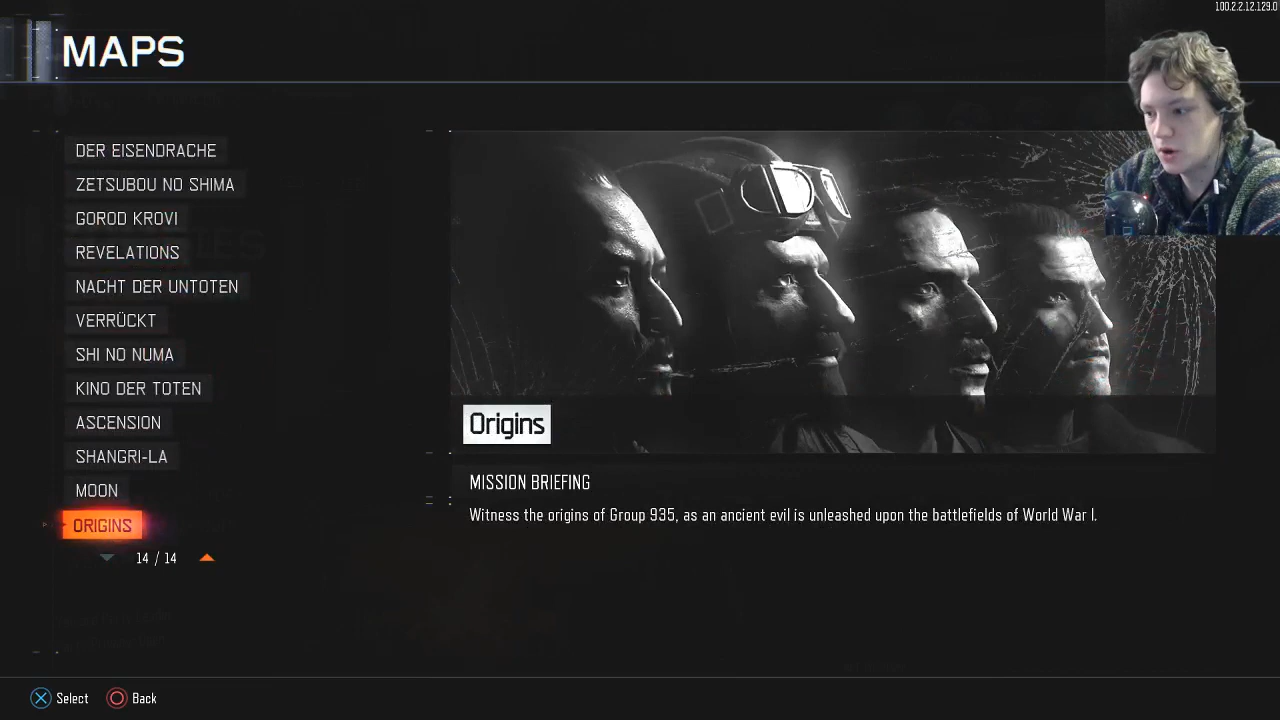 100.2.2.12.129.0
MAPS
DER EISENDRACHE
ZETSUBOU NO SHIMA
GOROD KROVI
REVELATIONS
NACHT DER UNTOTEN
VERRÜCKT
SHI NO NUMA
KINO DER TOTEN
ASCENSION
SHANGRI-LA
MOON
ORIGINS
14 / 14
Origins
MISSION BRIEFING
Witness the origins of Group 935, as an ancient evil is unleashed upon the battlefields of World War I.
Select
Back